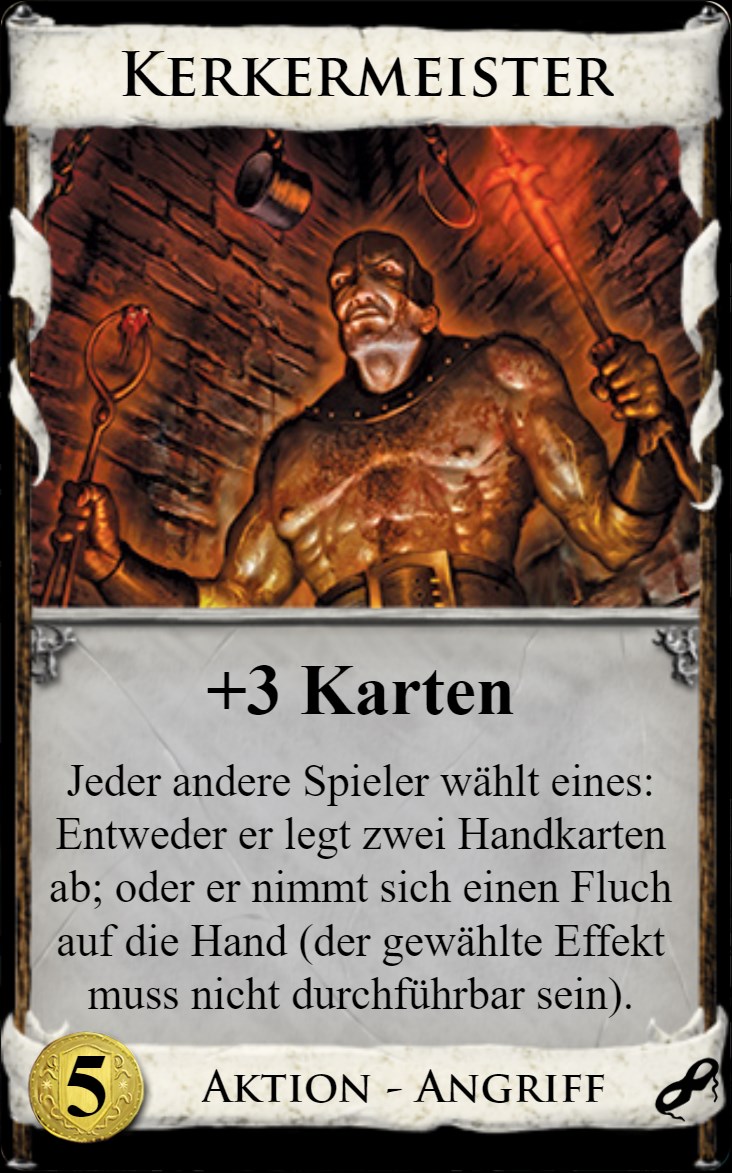 Kerkermeister
+3 Karten
Jeder andere Spieler wählt eines:
Entweder er legt zwei Handkarten
ab; oder er nimmt sich einen Fluch
auf die Hand (der gewählte Effekt
muss nicht durchführbar sein).
5
Aktion - Angriff